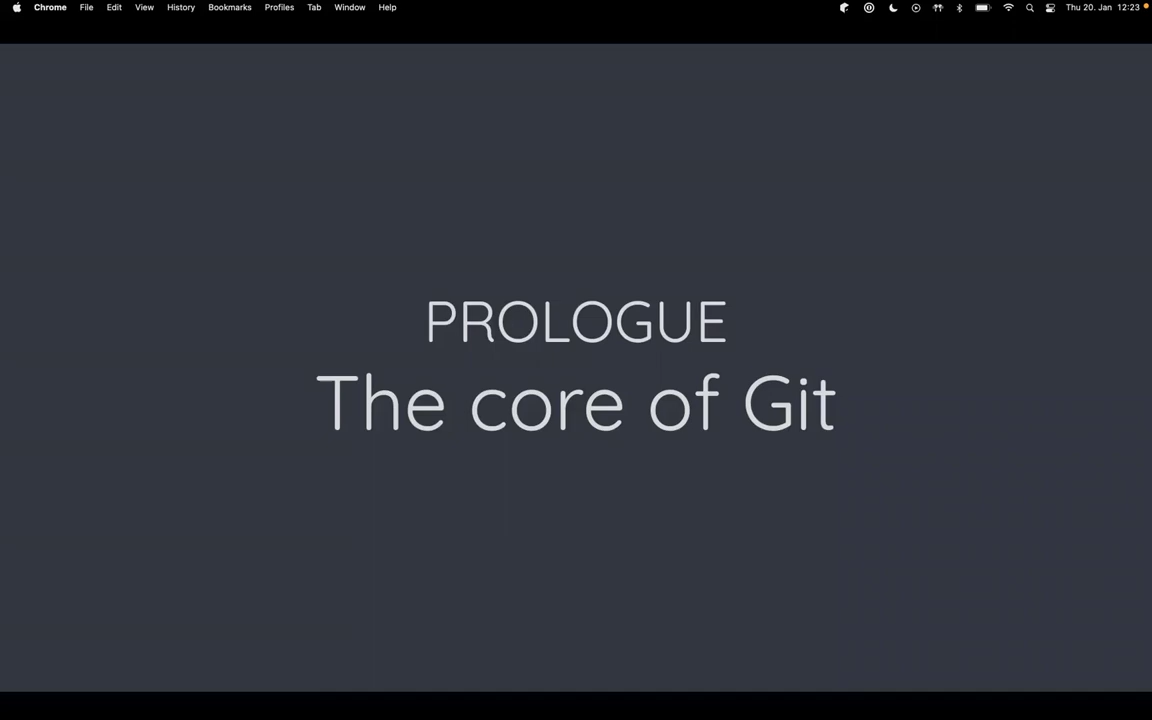 Chrome File Edit View History Bookmarks Profiles Tab Window Help Thu 20. Jan 12:23
PROLOGUE
The core of Git